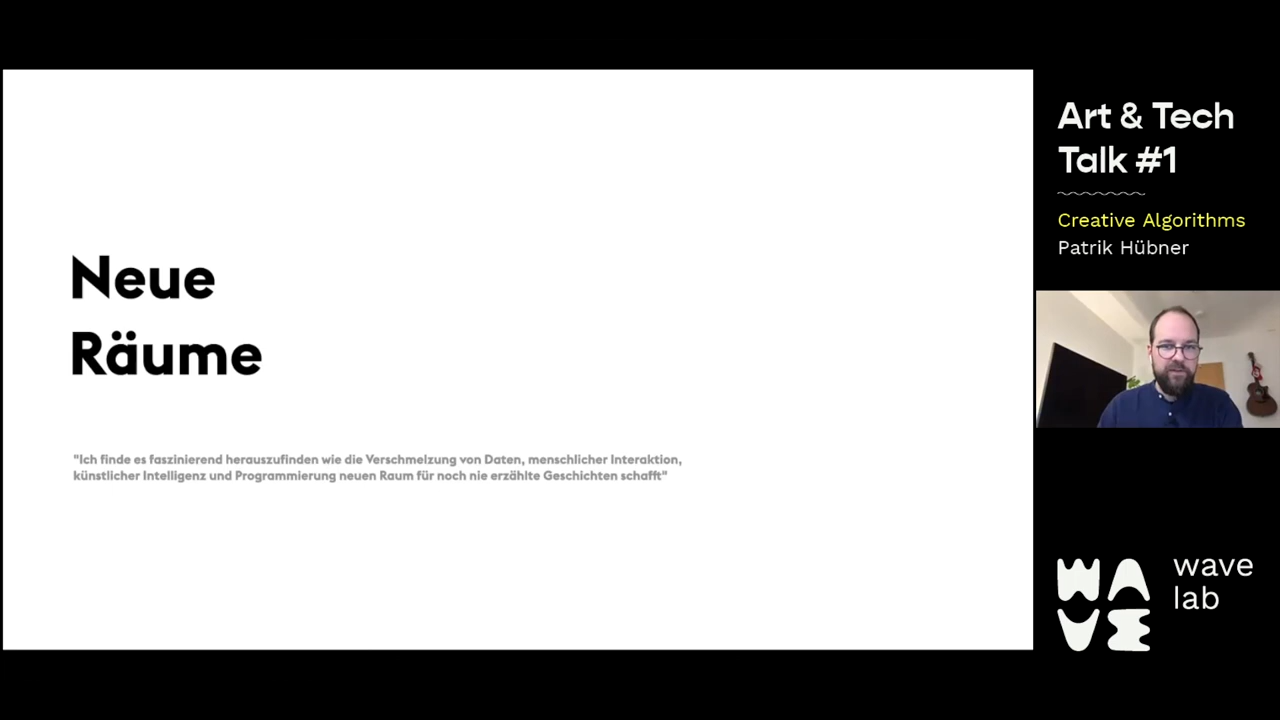 Neue
Räume
"Ich finde es faszinierend herauszufinden wie die Verschmelzung von Daten, menschlicher Interaktion,
künstlicher Intelligenz und Programmierung neuen Raum für noch nie erzählte Geschichten schafft"
Art & Tech
Talk #1
Creative Algorithms
Patrik Hübner
WAVE
wave
lab